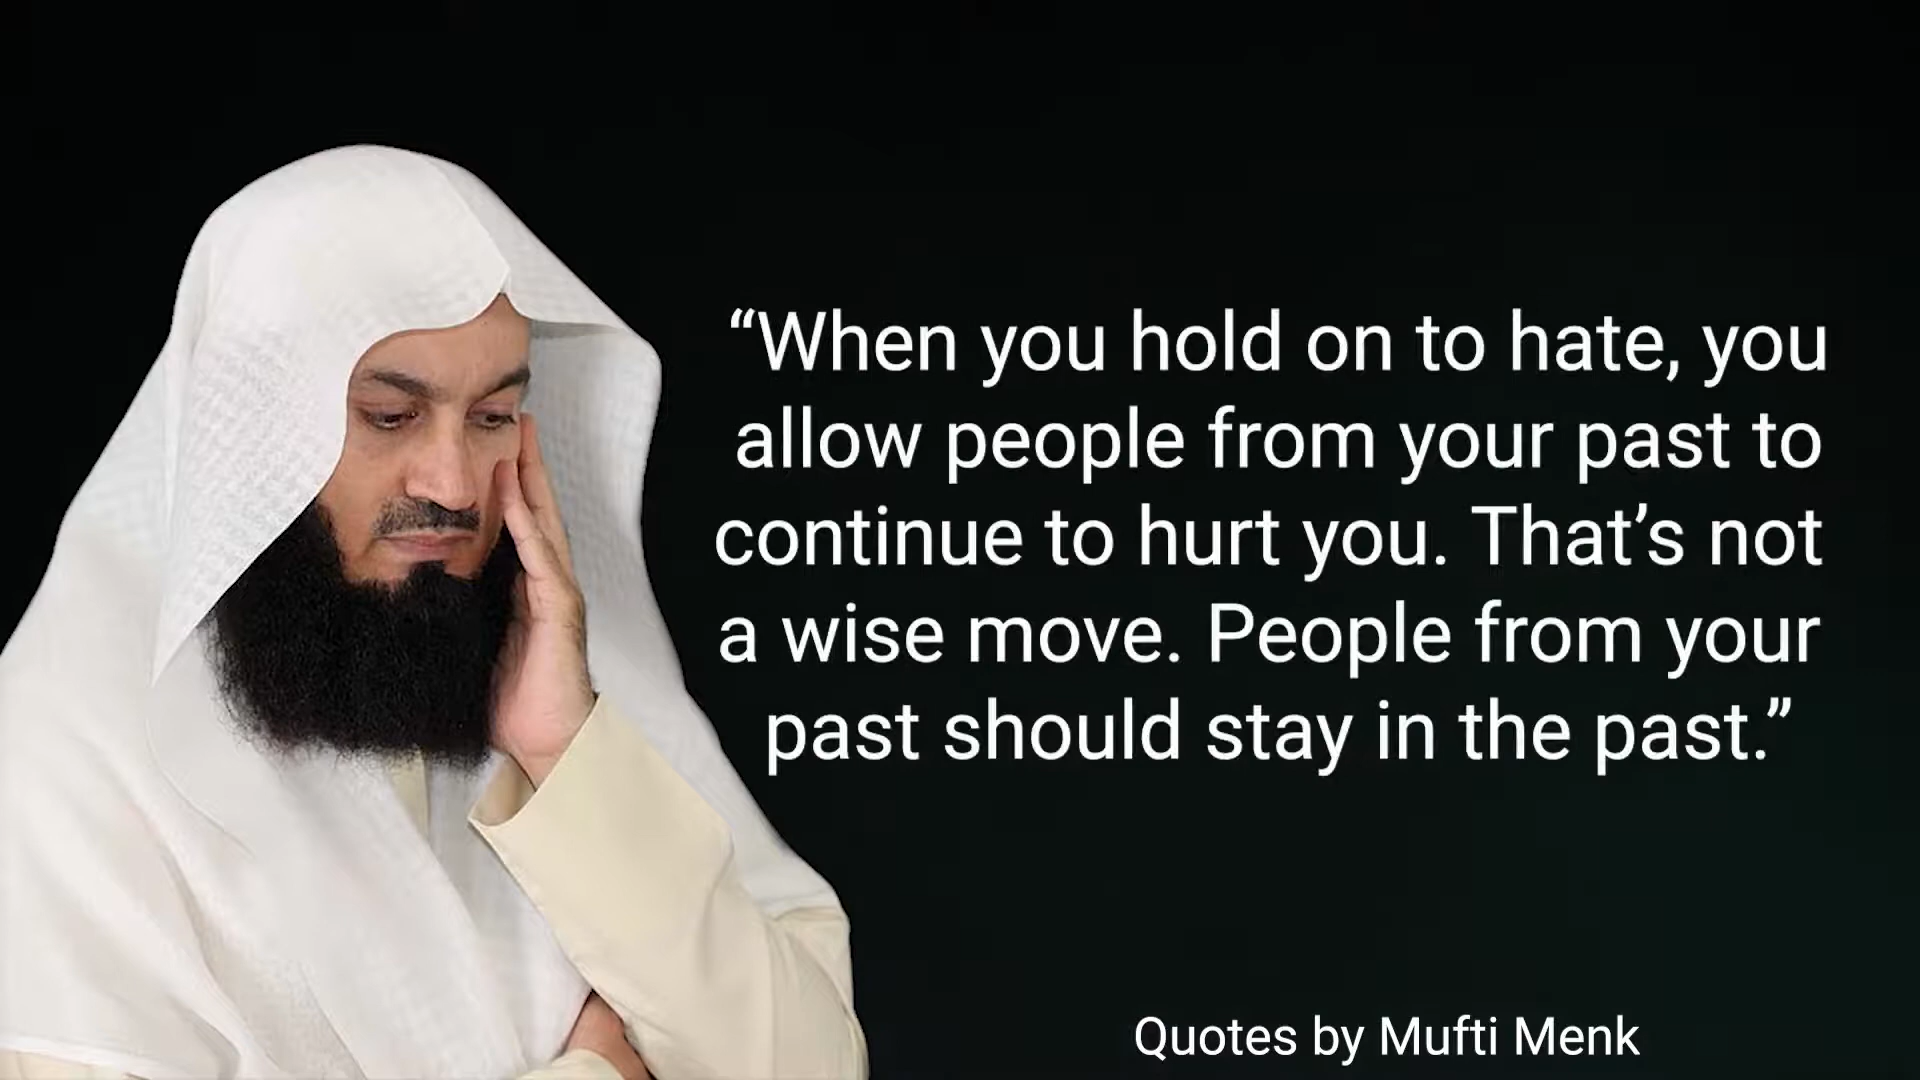 “When you hold on to hate, you
allow people from your past to
continue to hurt you. That’s not
a wise move. People from your
past should stay in the past.”
Quotes by Mufti Menk